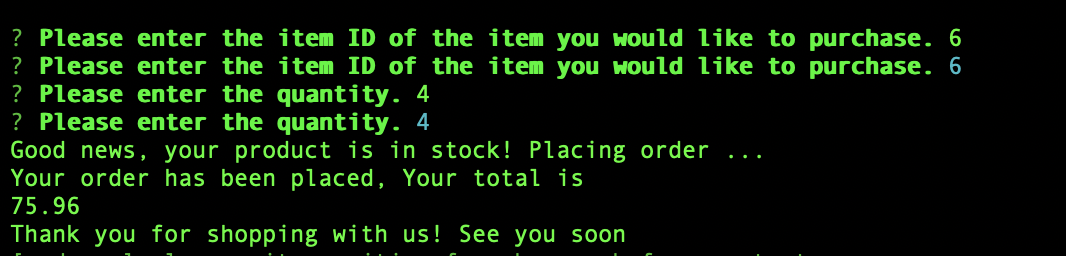 ? Please enter the item ID of the item you would like to purchase. 6
? Please enter the item ID of the item you would like to purchase. 6
? Please enter the quantity. 4
? Please enter the quantity. 4
Good news, your product is in stock! Placing order ...
Your order has been placed, Your total is
75.96
Thank you for shopping with us! See you soon